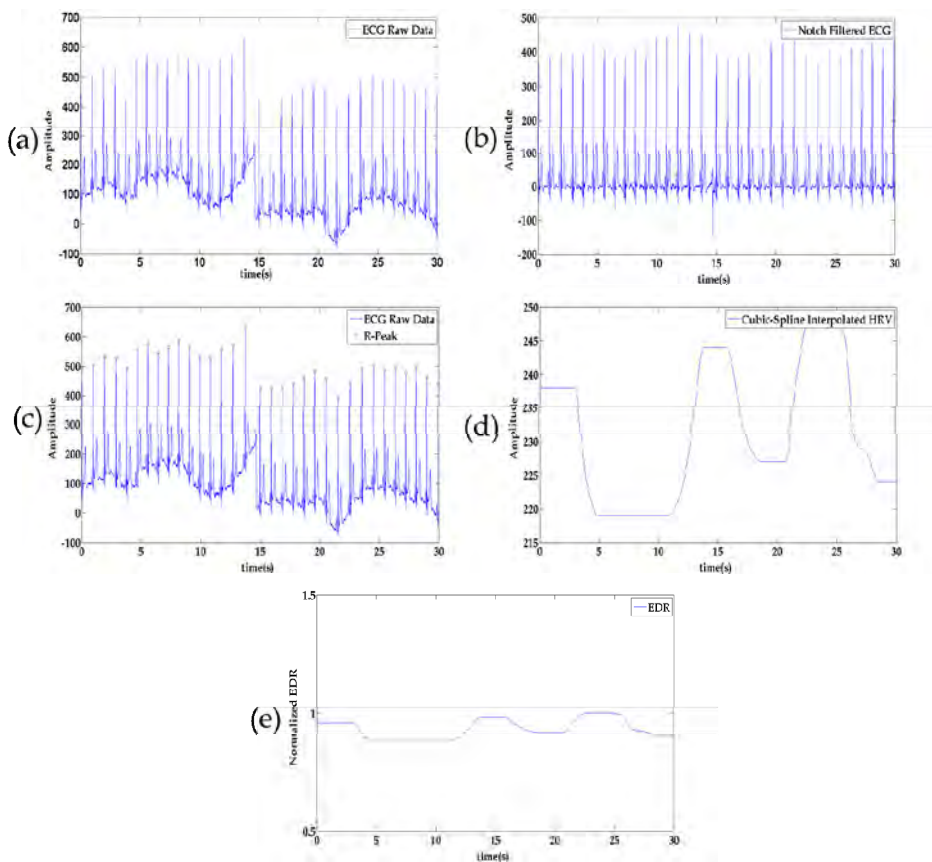 ECG Raw Data
700
600
500
400
300
200
100
0
-100
Amplitude
0 5 10 15 20 25 30
time(s)
(a)
Notch Filtered ECG
500
400
300
200
100
0
-100
-200
Amplitude
0 5 10 15 20 25 30
time(s)
(b)
ECG Raw Data
R-Peak
700
600
500
400
300
200
100
0
-100
Amplitude
0 5 10 15 20 25 30
time(s)
(c)
Cubic-Spline Interpolated HRV
250
245
240
235
230
225
220
215
Amplitude
0 5 10 15 20 25 30
time(s)
(d)
EDR
1.5
1
0.5
Normalized EDR
0 5 10 15 20 25 30
time(s)
(e)